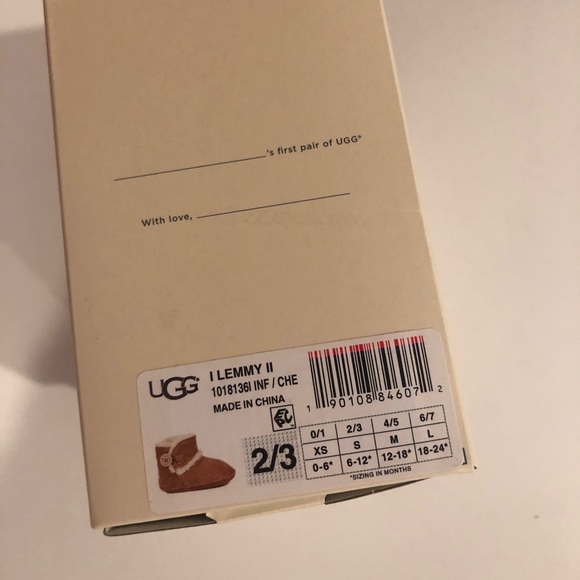 ______________________'s first pair of UGG®
With love, ______________________
UGG®
I LEMMY II
1018136I INF / CHE
MADE IN CHINA
1 90108 84607 2
2/3
0/1 2/3 4/5 6/7
XS S M L
0-6* 6-12* 12-18* 18-24*
*SIZING IN MONTHS